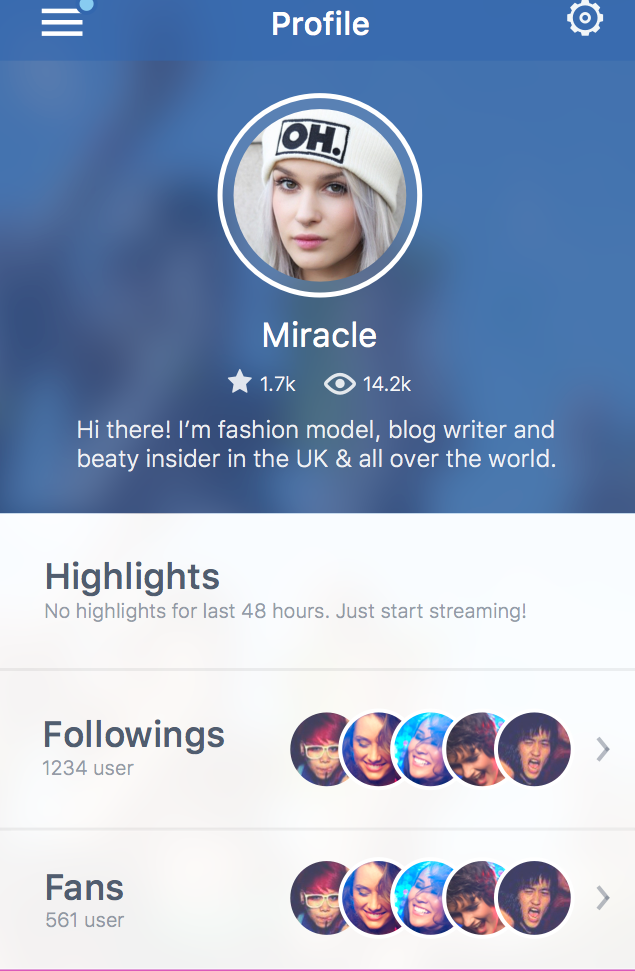 Profile
OH.
Miracle
1.7k 14.2k
Hi there! I’m fashion model, blog writer and
beaty insider in the UK & all over the world.
Highlights
No highlights for last 48 hours. Just start streaming!
Followings
1234 user
Fans
561 user